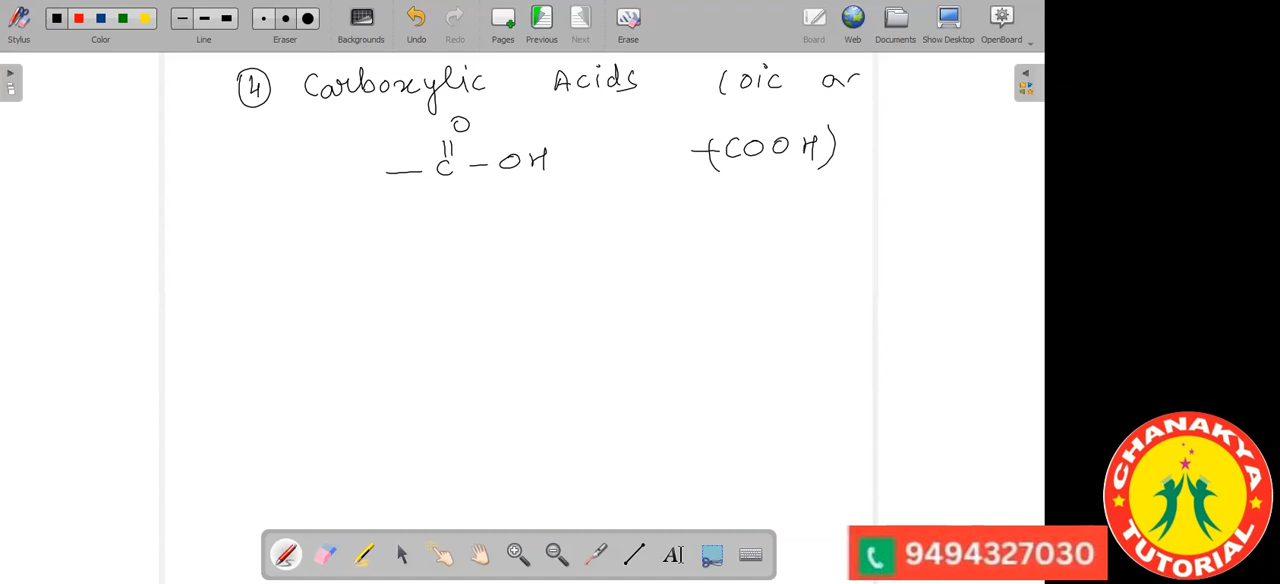 Stylus
Color
Line
Eraser
Backgrounds
Undo
Redo
Pages
Previous
Next
Erase
Board
Web
Documents
Show Desktop
OpenBoard
④ Carboxylic Acids (oic ac
O
||
— C — OH
(COOH)
CHANAKYA
TUTORIAL
9494327030